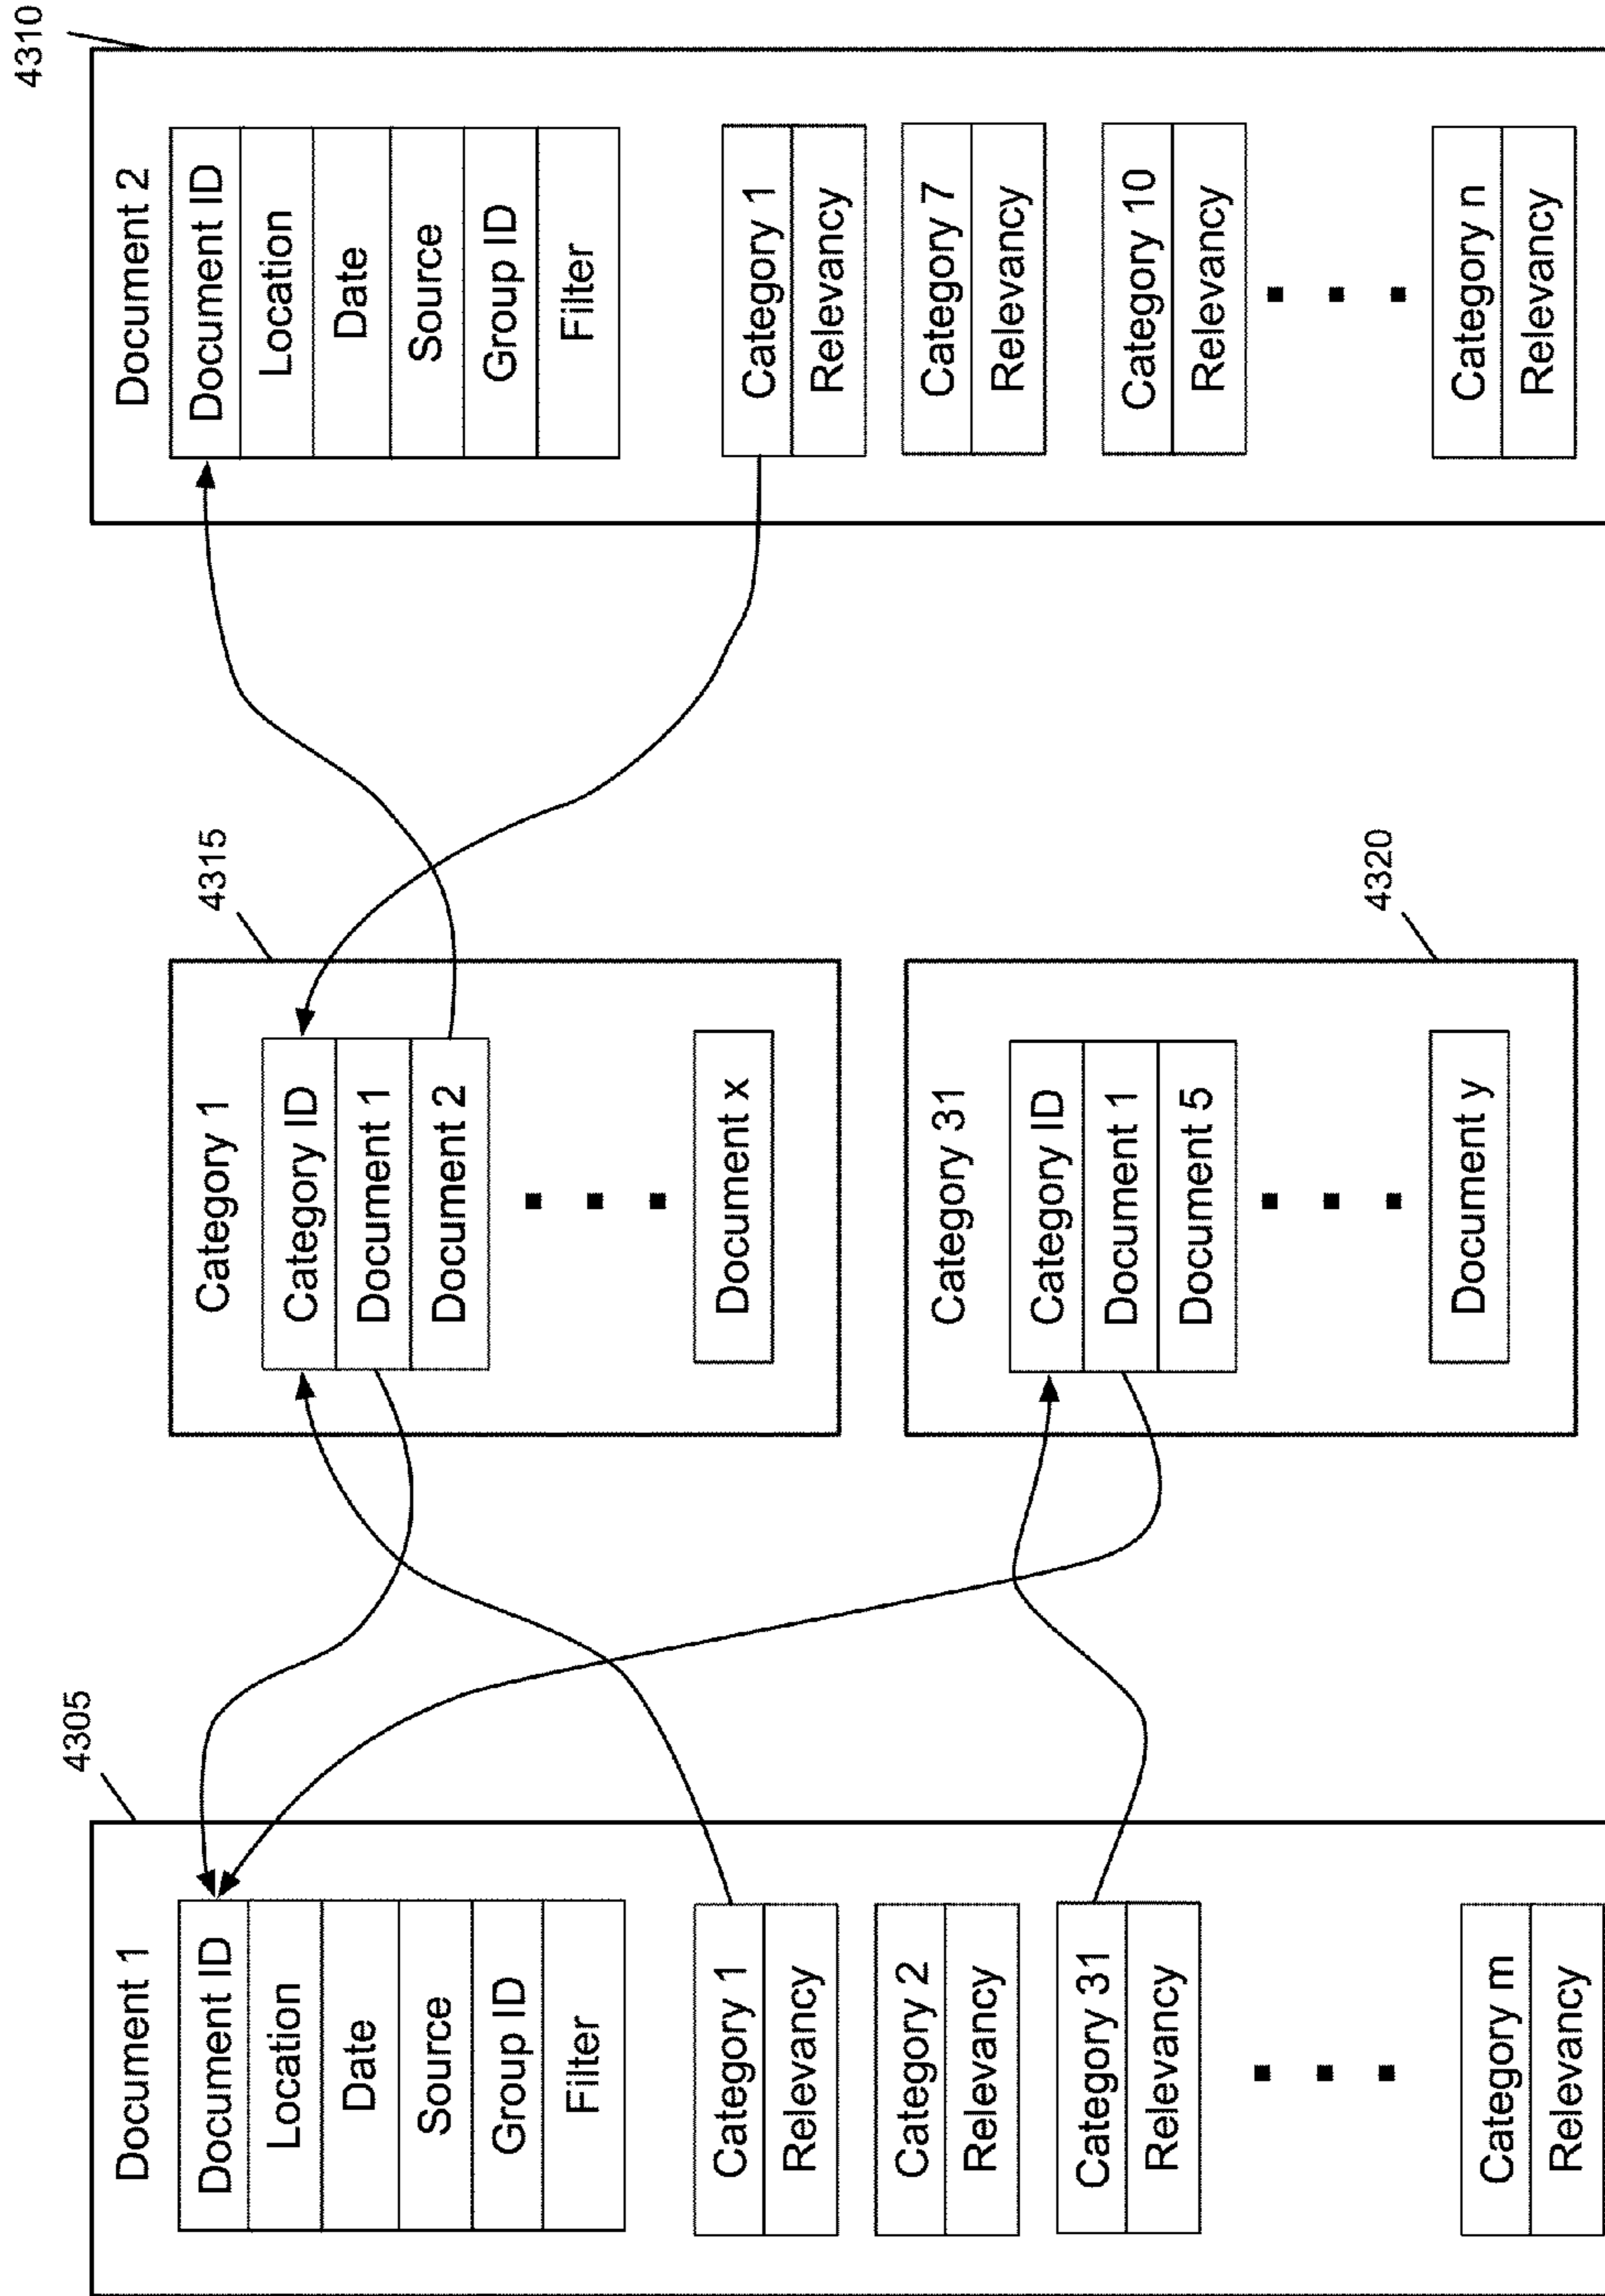 4305
Document 1
Document ID
Location
Date
Source
Group ID
Filter
Category 1
Relevancy
Category 2
Relevancy
Category 31
Relevancy
Category m
Relevancy
4315
Category 1
Category ID
Document 1
Document 2
Document x
4320
Category 31
Category ID
Document 1
Document 5
Document y
4310
Document 2
Document ID
Location
Date
Source
Group ID
Filter
Category 1
Relevancy
Category 7
Relevancy
Category 10
Relevancy
Category n
Relevancy